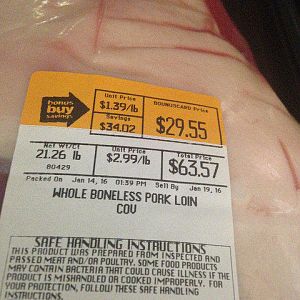 bonus buy savings
Unit Price
$1.39/lb
Savings
$34.02
BONUSCARD Price
$29.55
Net Wt/Ct
21.26 lb
80429
Unit Price
$2.99/lb
Total Price
$63.57
Packed On Jan 14, 16 01:39 PM Sell By Jan 19, 16
WHOLE BONELESS PORK LOIN
COV
SAFE HANDLING INSTRUCTIONS
THIS PRODUCT WAS PREPARED FROM INSPECTED AND
PASSED MEAT AND/OR POULTRY. SOME FOOD PRODUCTS
MAY CONTAIN BACTERIA THAT COULD CAUSE ILLNESS IF THE
PRODUCT IS MISHANDLED OR COOKED IMPROPERLY. FOR
YOUR PROTECTION, FOLLOW THESE SAFE HANDLING
INSTRUCTIONS.